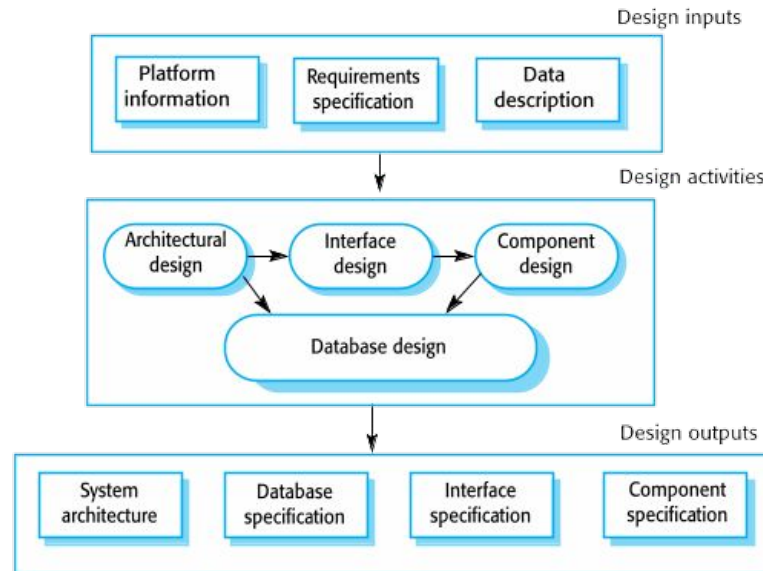 Design inputs
Platform
information
Requirements
specification
Data
description
Design activities
Architectural
design
Interface
design
Component
design
Database design
Design outputs
System
architecture
Database
specification
Interface
specification
Component
specification